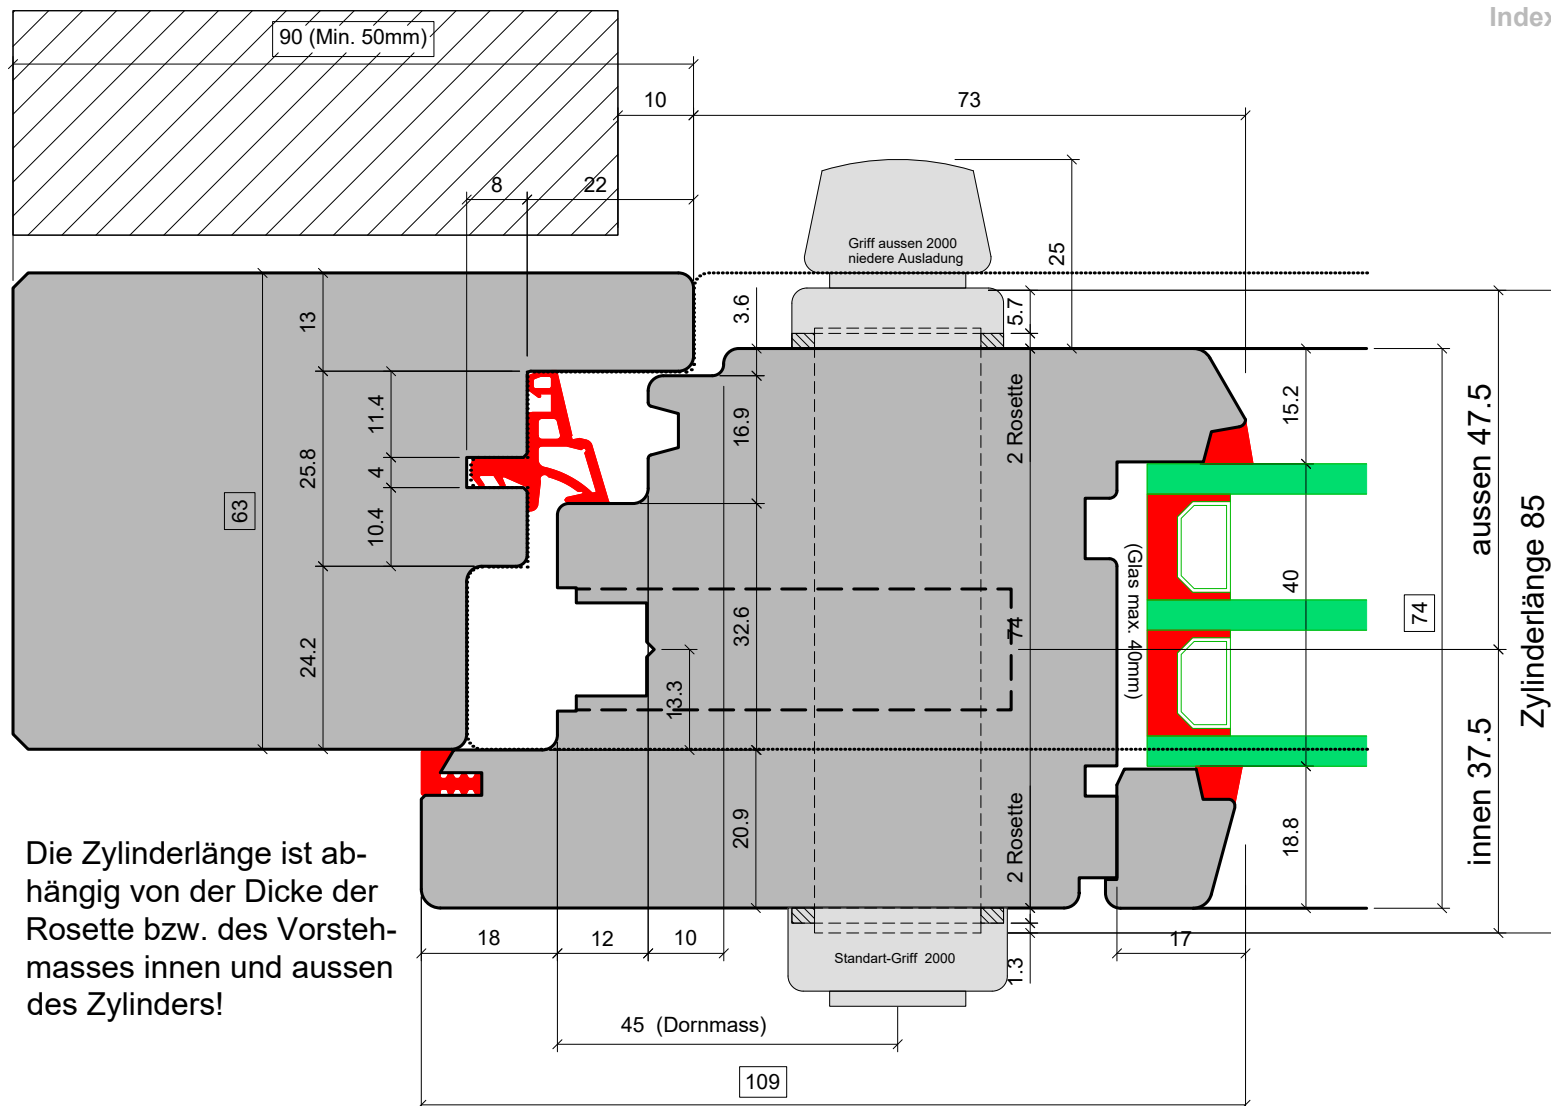 Index
90 (Min. 50mm)
10
73
8
22
Griff aussen 2000
niedere Ausladung
25
13
3.6
5.7
11.4
25.8
4
10.4
63
16.9
2 Rosette
15.2
aussen 47.5
(Glas max. 40mm)
40
74
74
Zylinderlänge 85
24.2
32.6
13.3
innen 37.5
20.9
2 Rosette
18.8
Die Zylinderlänge ist ab-
hängig von der Dicke der
Rosette bzw. des Vorsteh-
masses innen und aussen
des Zylinders!
18
12
10
Standart-Griff 2000
1.3
17
45 (Dornmass)
109